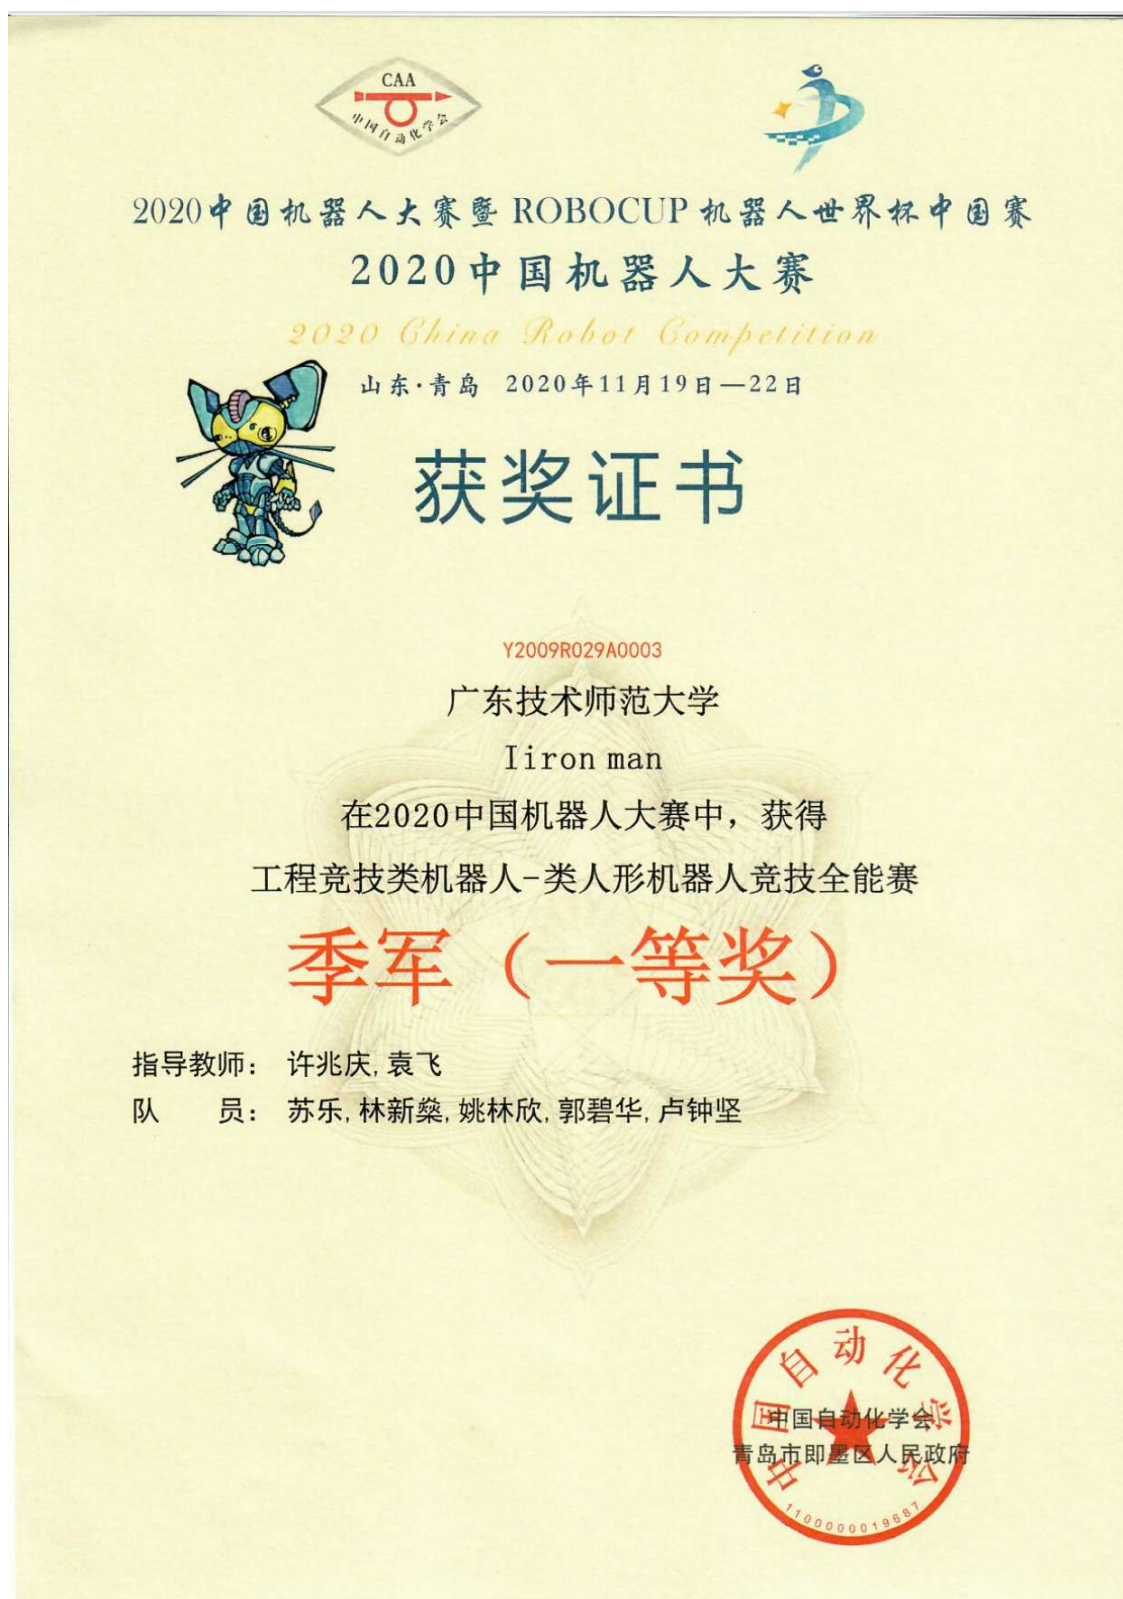 CAA
中国自动化学会
2020中国机器人大赛暨 ROBOCUP 机器人世界杯中国赛
2020中国机器人大赛
2020 China Robot Competition
山东·青岛 2020年11月19日—22日
获奖证书
Y2009R029A0003
广东技术师范大学
Iiron man
在2020中国机器人大赛中，获得
工程竞技类机器人-类人形机器人竞技全能赛
季军（一等奖）
指导教师： 许兆庆,袁飞
队 员： 苏乐,林新燊,姚林欣,郭碧华,卢钟坚
中国自动化学会
中国自动化学会
青岛市即墨区人民政府
1100000019687